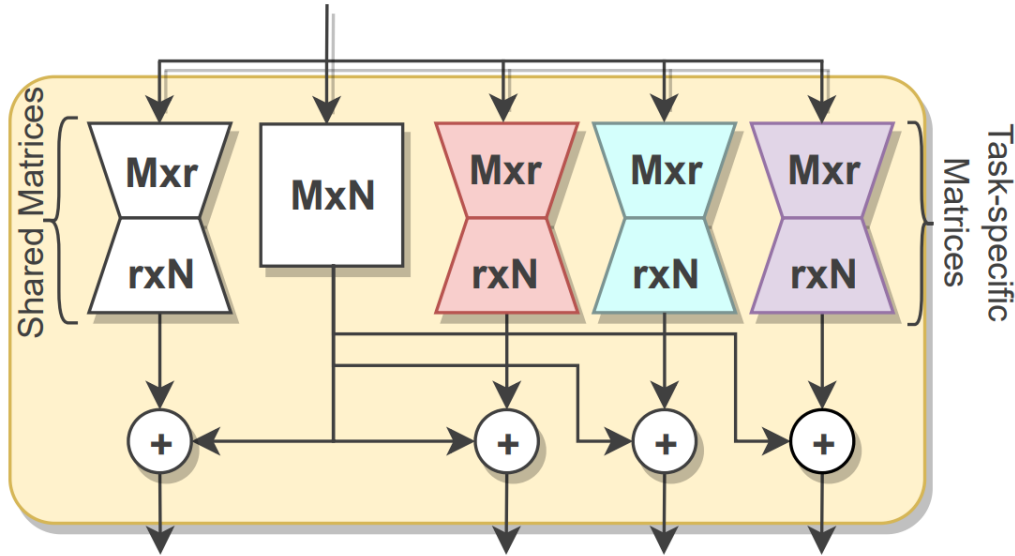 Shared Matrices
Mxr
rxN
MxN
Mxr
rxN
Mxr
rxN
Mxr
rxN
Task-specific
Matrices
+
+
+
+